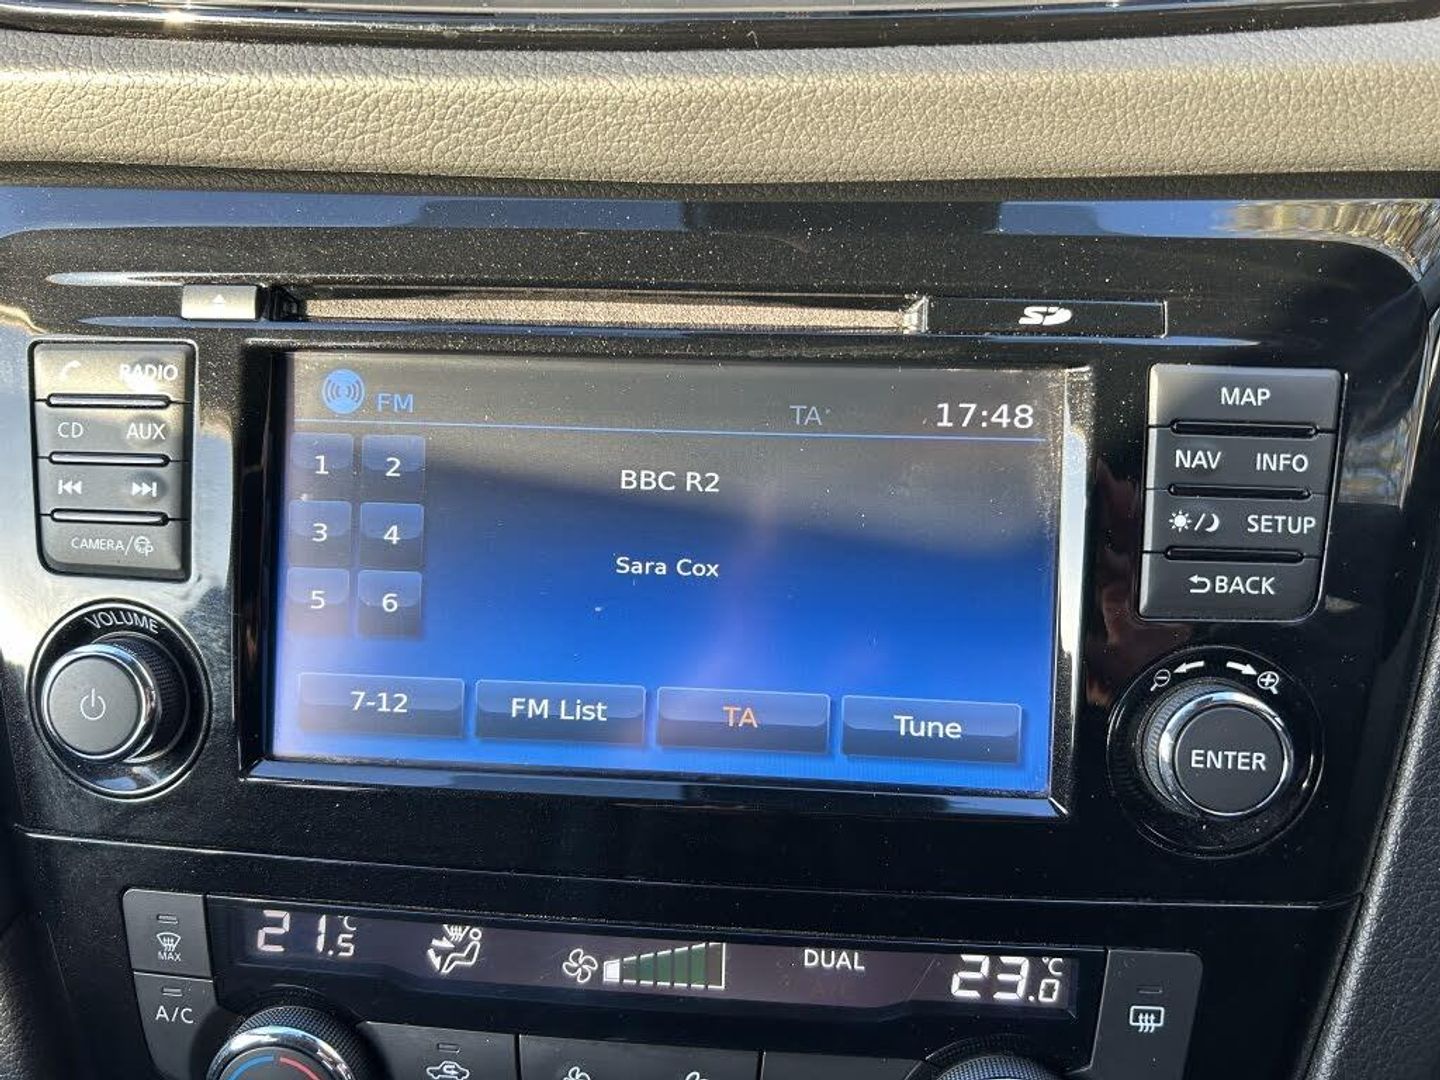 RADIO
CD AUX
CAMERA/
VOLUME
SD
FM TA 17:48
1 2
3 4
5 6
BBC R2
Sara Cox
7-12 FM List TA Tune
MAP
NAV INFO
/ SETUP
BACK
ENTER
MAX
A/C
21.5°C DUAL 23.0°C